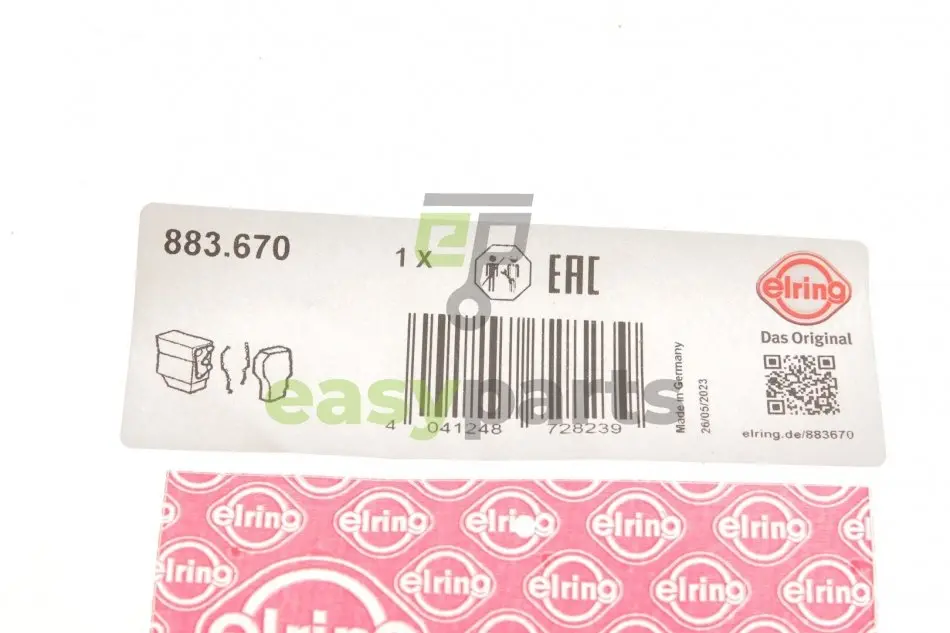 883.670
1 X
EAC
elring
Das Original
4 041248 728239
Made in Germany
26/05/2023
elring.de/883670
easyparts
elring elring elring elring elring
elring elring elring elring elring
elring